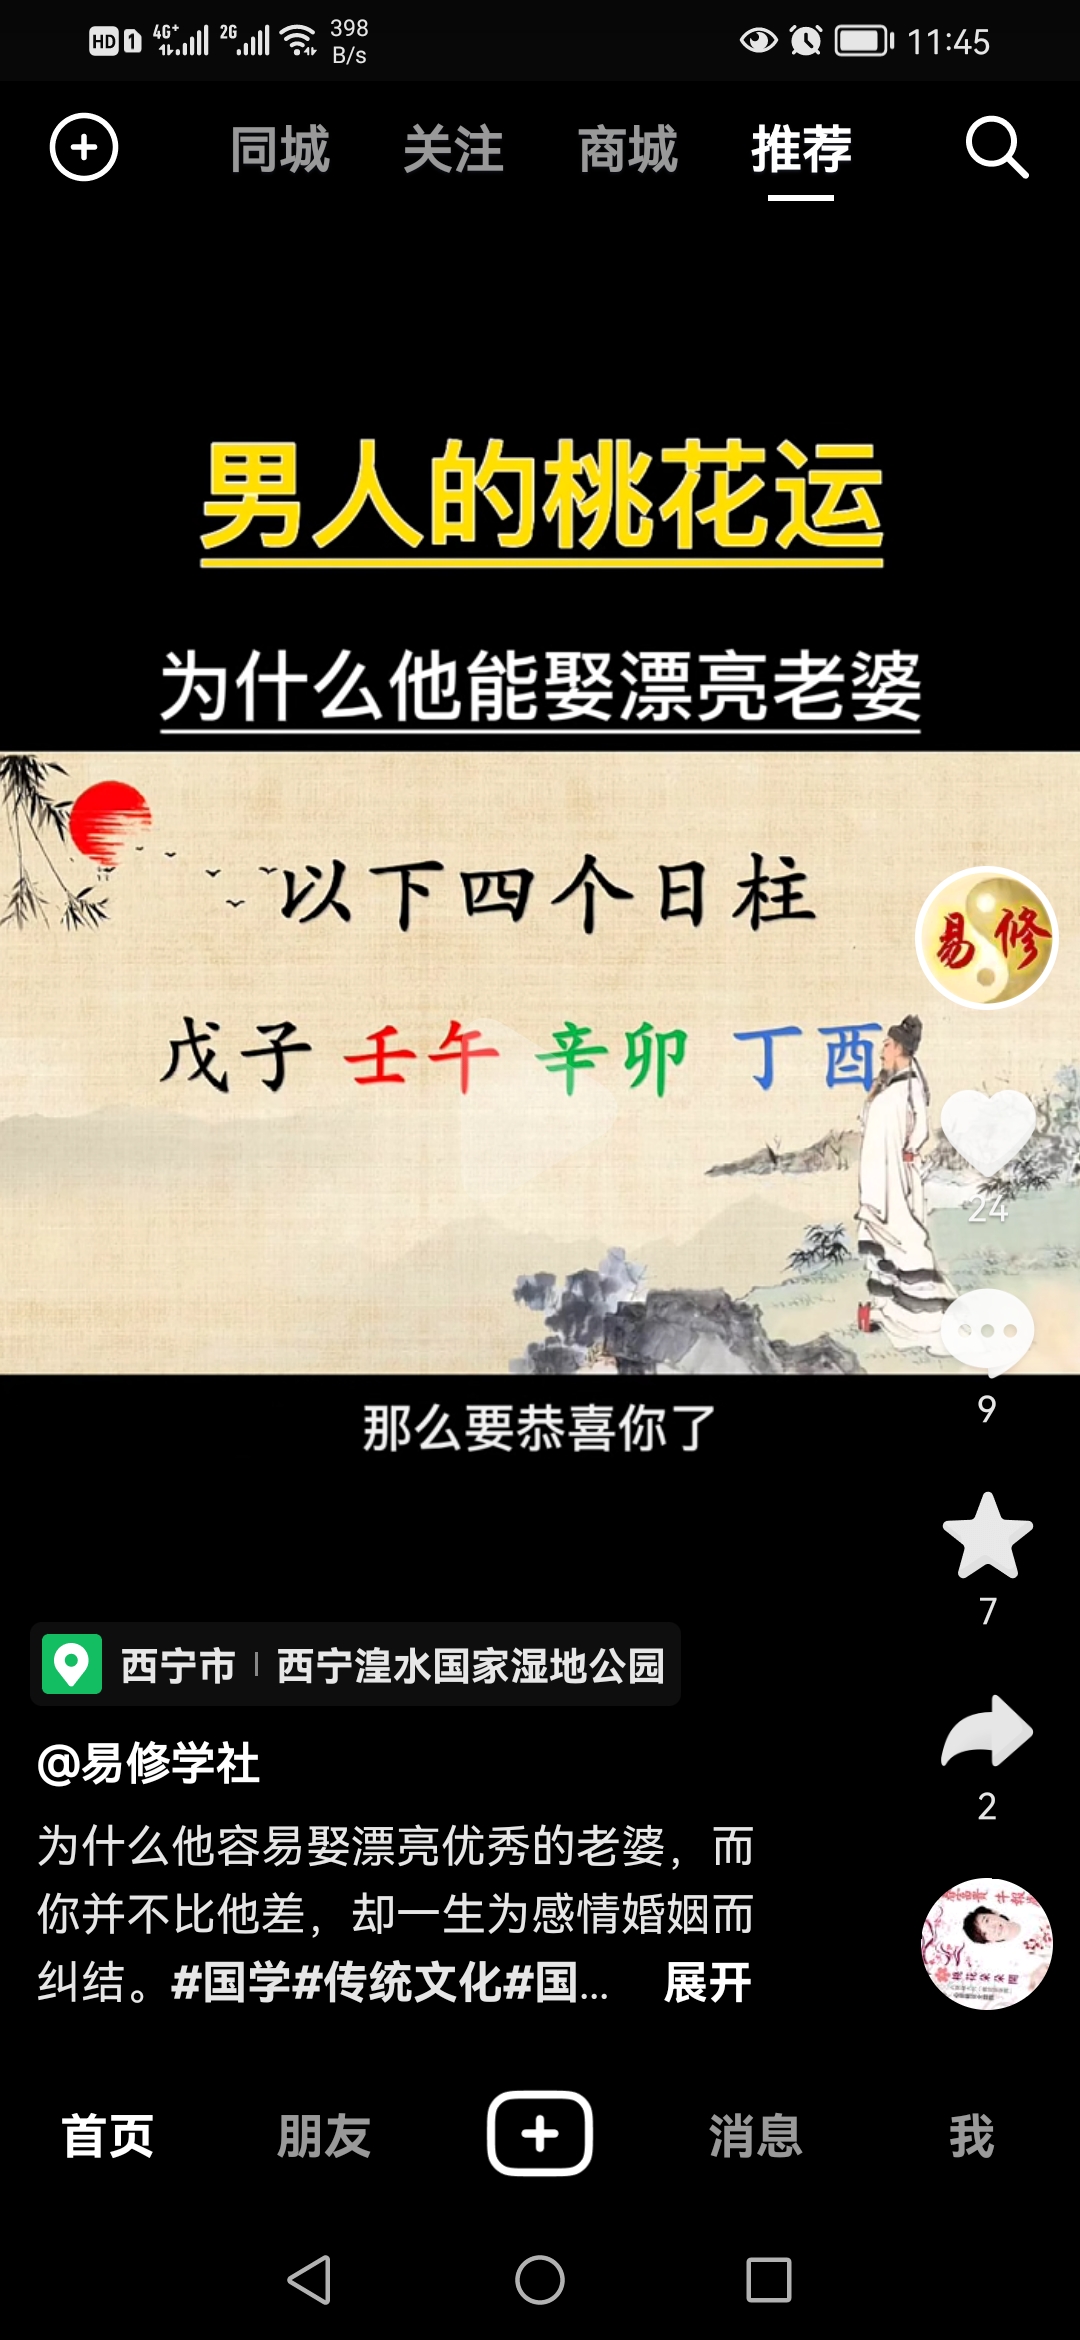 HD 1 4G+ 2G 398 B/s 11:45
同城 关注 商城 推荐
男人的桃花运
为什么他能娶漂亮老婆
以下四个日柱
易修
戊子 壬午 辛卯 丁酉
24
那么要恭喜你了
9
7
西宁市 | 西宁湟水国家湿地公园
@易修学社
2
为什么他容易娶漂亮优秀的老婆，而
你并不比他差，却一生为感情婚姻而
纠结。#国学#传统文化#国... 展开
首页 朋友 消息 我